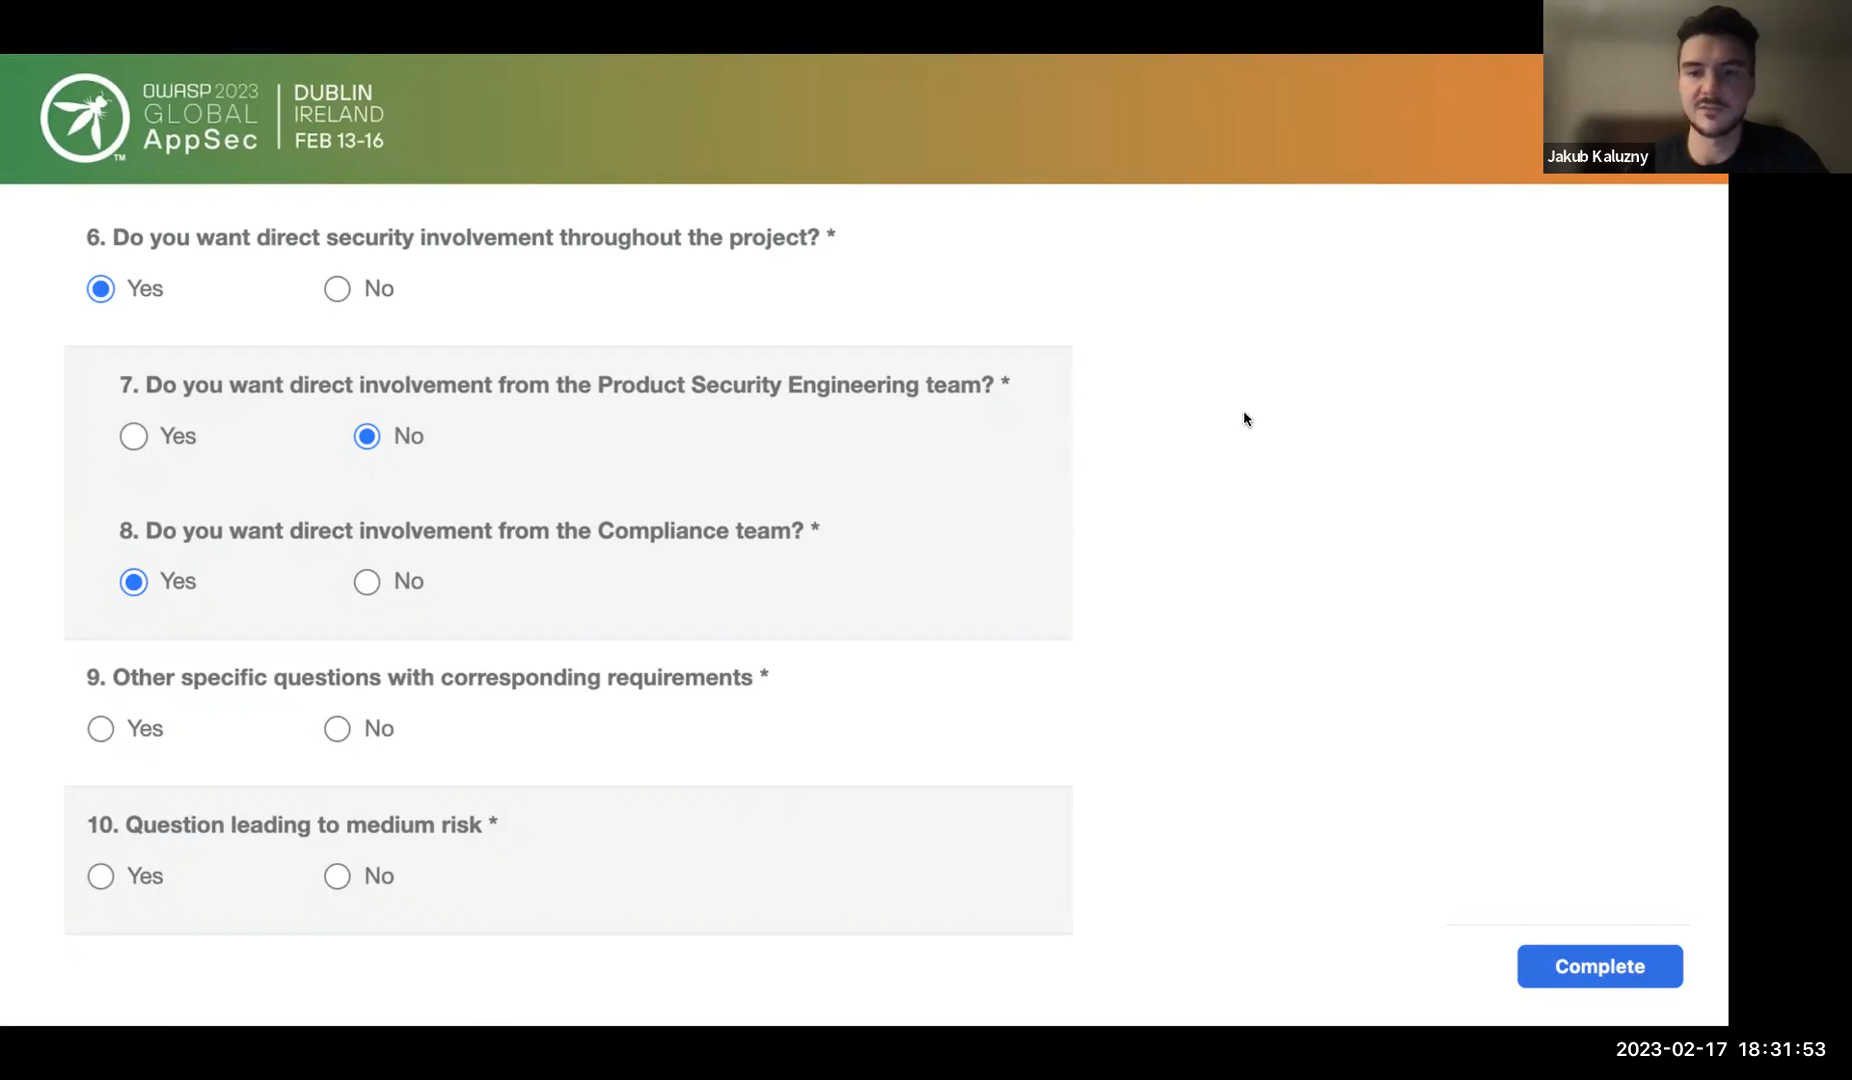 OWASP 2023
GLOBAL
AppSec
TM
DUBLIN
IRELAND
FEB 13-16
Jakub Kaluzny
6. Do you want direct security involvement throughout the project? *
Yes No
7. Do you want direct involvement from the Product Security Engineering team? *
Yes No
8. Do you want direct involvement from the Compliance team? *
Yes No
9. Other specific questions with corresponding requirements *
Yes No
10. Question leading to medium risk *
Yes No
Complete
2023-02-17 18:31:53